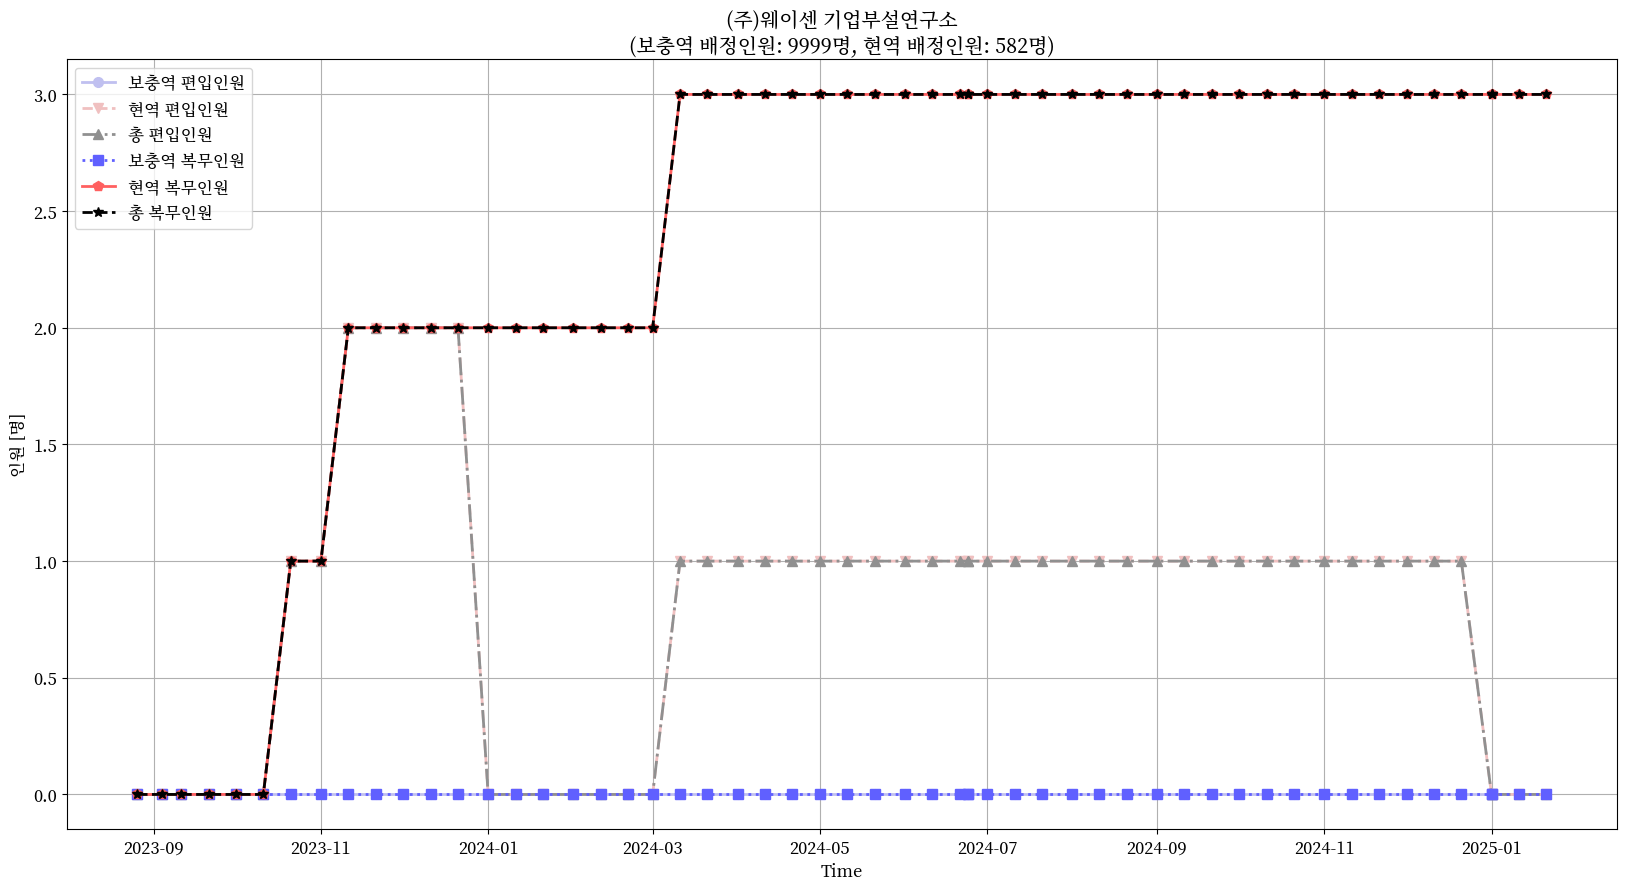 (주)웨이센 기업부설연구소
(보충역 배정인원: 9999명, 현역 배정인원: 582명)
보충역 편입인원
현역 편입인원
총 편입인원
보충역 복무인원
현역 복무인원
총 복무인원
3.0
2.5
2.0
1.5
1.0
0.5
0.0
인원 [명]
2023-09 2023-11 2024-01 2024-03 2024-05 2024-07 2024-09 2024-11 2025-01
Time